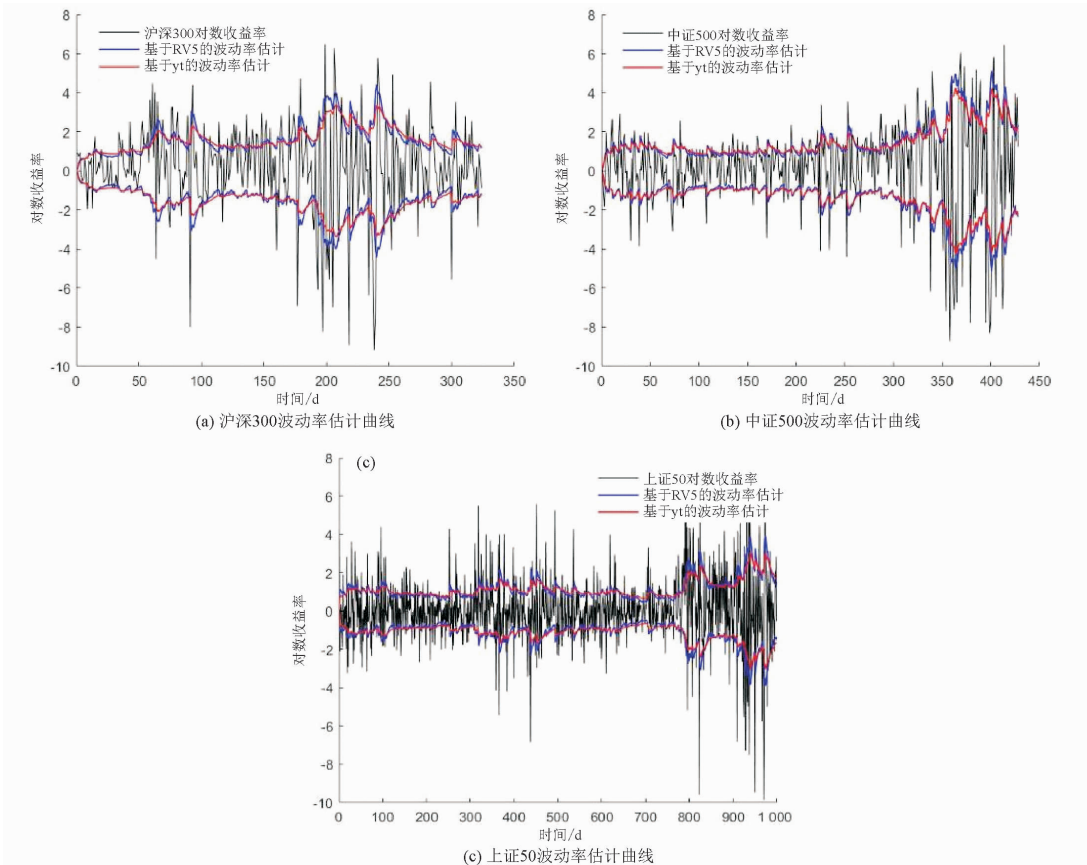 8
6
4
2
0
-2
-4
-6
-8
-10
对数收益率
沪深300对数收益率
基于RV5的波动率估计
基于yt的波动率估计
0 50 100 150 200 250 300 350
时间/d
(a) 沪深300波动率估计曲线
8
6
4
2
0
-2
-4
-6
-8
-10
对数收益率
中证500对数收益率
基于RV5的波动率估计
基于yt的波动率估计
0 50 100 150 200 250 300 350 400 450
时间/d
(b) 中证500波动率估计曲线
8
6
4
2
0
-2
-4
-6
-8
-10
对数收益率
(c)
上证50对数收益率
基于RV5的波动率估计
基于yt的波动率估计
0 100 200 300 400 500 600 700 800 900 1 000
时间/d
(c) 上证50波动率估计曲线